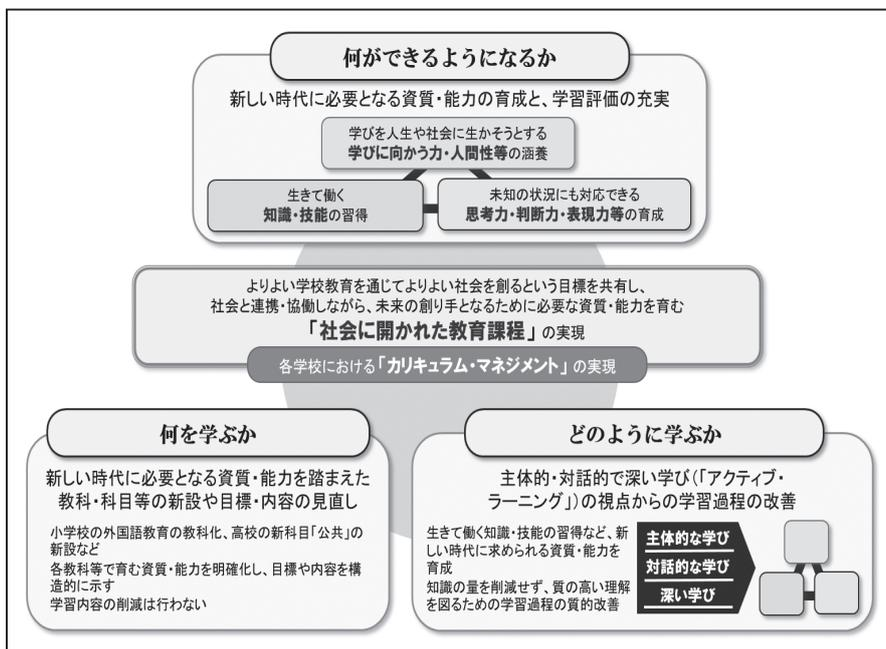 何ができるようになるか
新しい時代に必要となる資質・能力の育成と、学習評価の充実
学びを人生や社会に生かそうとする
学びに向かう力・人間性等の涵養
生きて働く
知識・技能の習得
未知の状況にも対応できる
思考力・判断力・表現力等の育成
よりよい学校教育を通じてよりよい社会を創るという目標を共有し、
社会と連携・協働しながら、未来の創り手となるために必要な資質・能力を育む
「社会に開かれた教育課程」の実現
各学校における「カリキュラム・マネジメント」の実現
何を学ぶか
新しい時代に必要となる資質・能力を踏まえた
教科・科目等の新設や目標・内容の見直し
小学校の外国語教育の教科化、高校の新科目「公共」の
新設など
各教科等で育む資質・能力を明確化し、目標や内容を構
造的に示す
学習内容の削減は行わない
どのように学ぶか
主体的・対話的で深い学び(「アクティブ・
ラーニング」)の視点からの学習過程の改善
生きて働く知識・技能の習得など、新
しい時代に求められる資質・能力を
育成
知識の量を削減せず、質の高い理解
を図るための学習過程の質的改善
主体的な学び
対話的な学び
深い学び